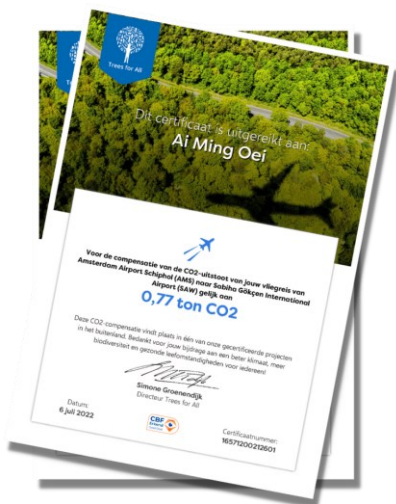 Trees for All
Dit certificaat is uitgereikt aan:
Ai Ming Oei
Voor de compensatie van de CO2-uitstoot van jouw vliegreis van
Amsterdam Airport Schiphol (AMS) naar Sabiha Gökçen International
Airport (SAW) gelijk aan
0,77 ton CO2
Deze CO2-compensatie vindt plaats in één van onze gecertificeerde projecten
in het buitenland. Bedankt voor jouw bijdrage aan een beter klimaat, meer
biodiversiteit en gezonde leefomstandigheden voor iedereen!
Simone Groenendijk
Directeur Trees for All
Datum:
6 juli 2022
CBF
Certificaatnummer:
16571200212601